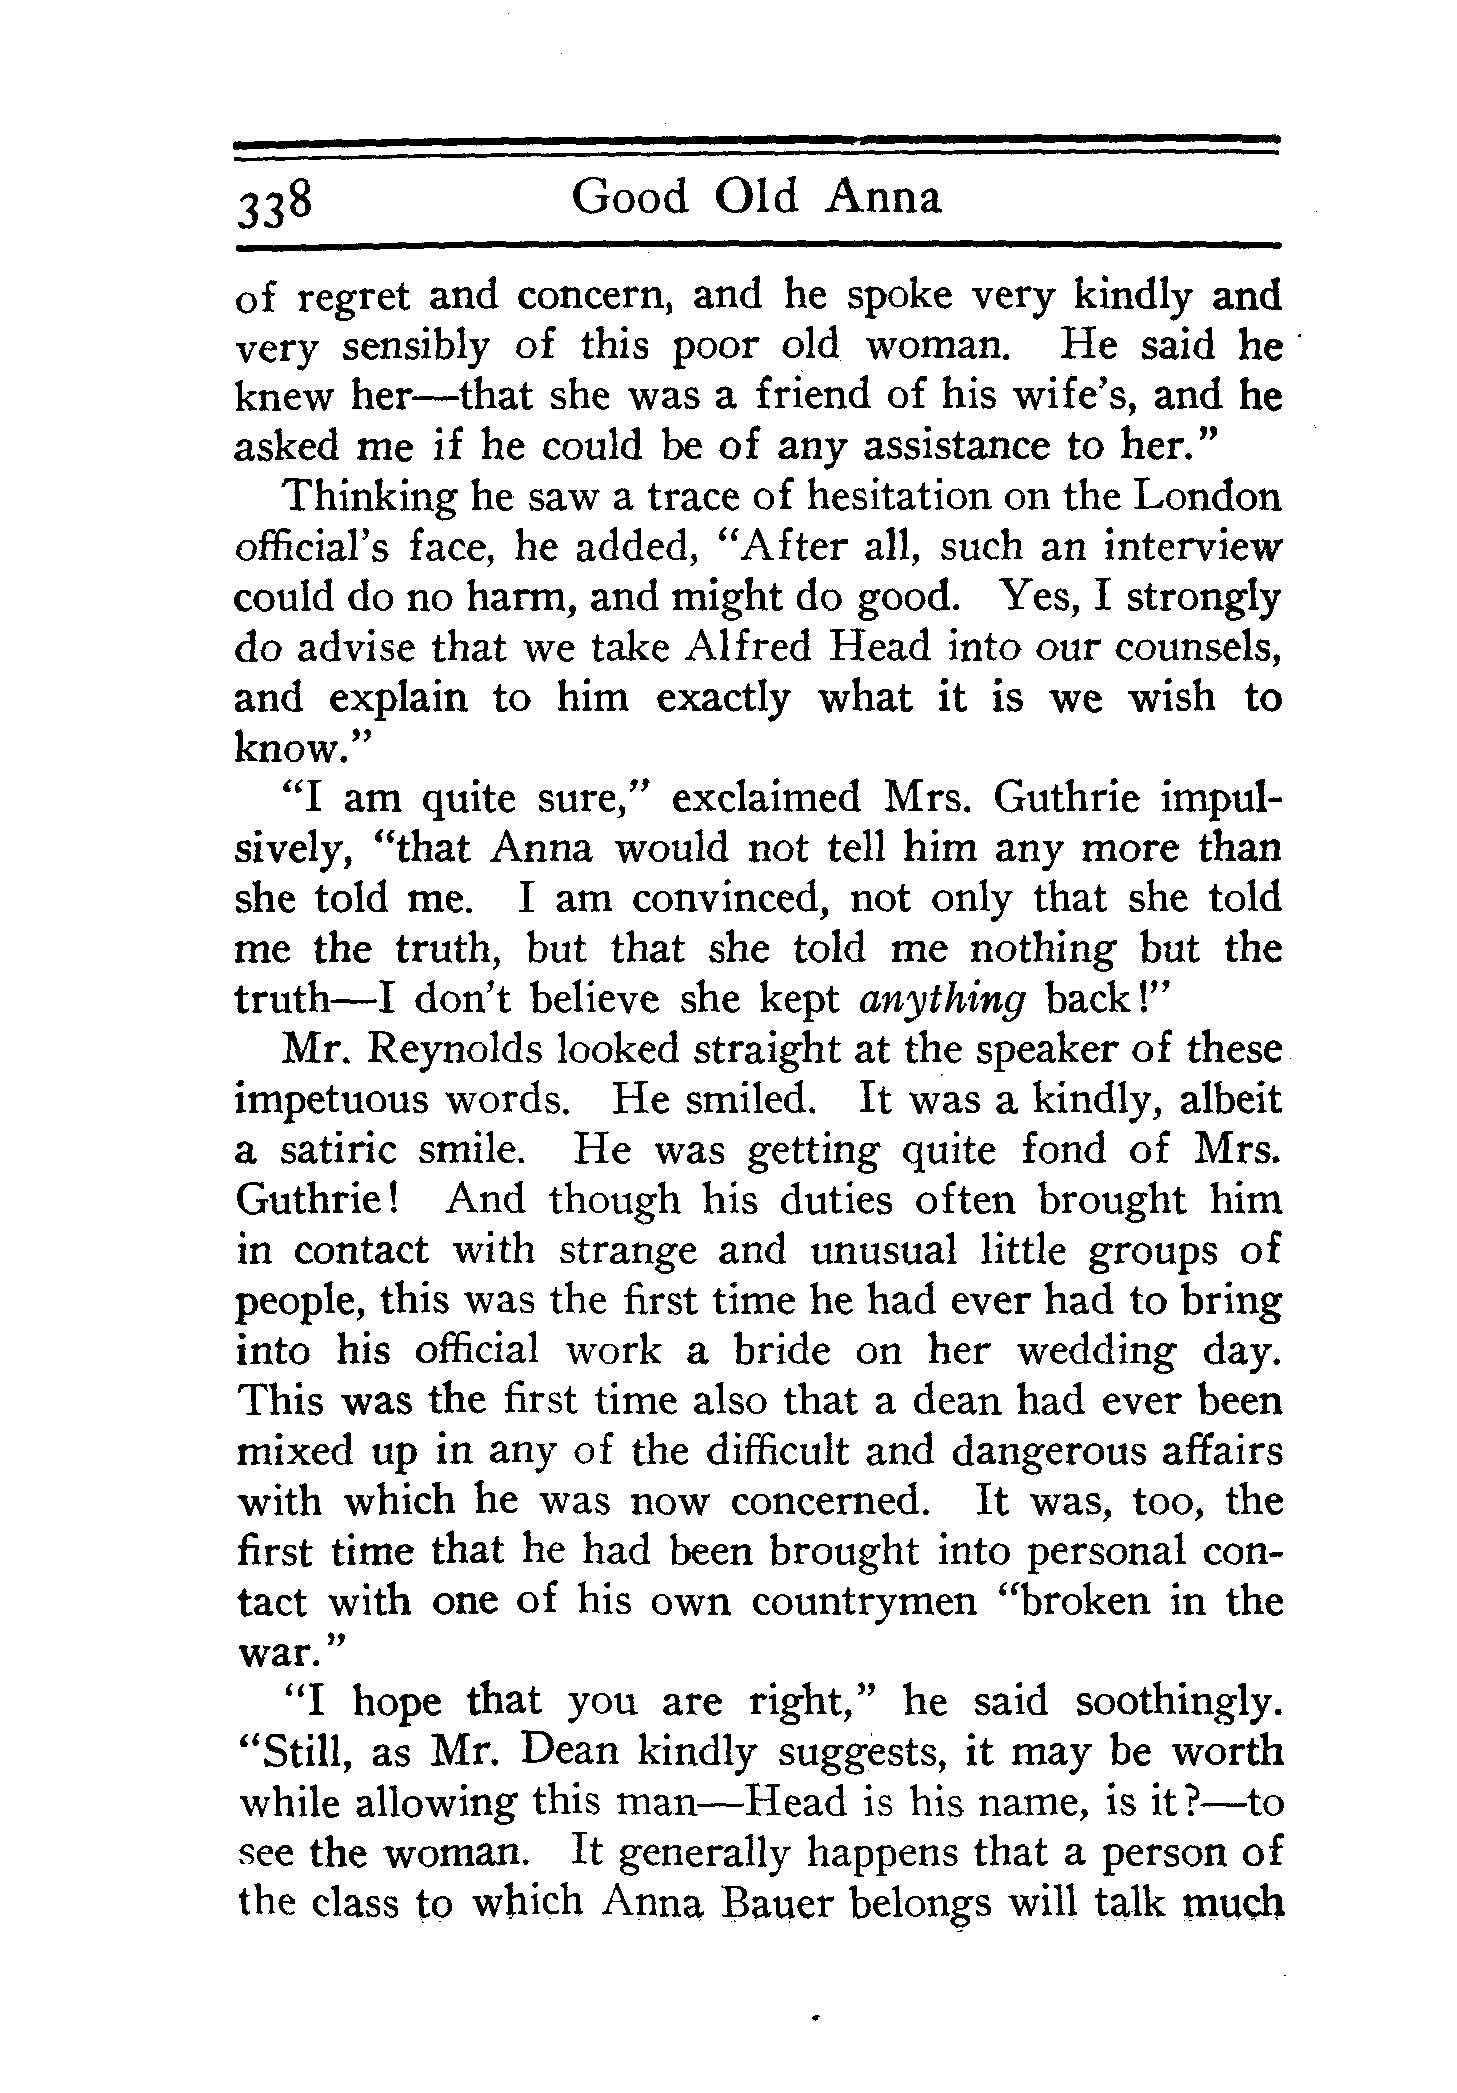 338 Good Old Anna
of regret and concern, and he spoke very kindly and
very sensibly of this poor old woman. He said he
knew her—that she was a friend of his wife's, and he
asked me if he could be of any assistance to her."
Thinking he saw a trace of hesitation on the London
official's face, he added, "After all, such an interview
could do no harm, and might do good. Yes, I strongly
do advise that we take Alfred Head into our counsels,
and explain to him exactly what it is we wish to
know."
"I am quite sure," exclaimed Mrs. Guthrie impul-
sively, "that Anna would not tell him any more than
she told me. I am convinced, not only that she told
me the truth, but that she told me nothing but the
truth—I don't believe she kept anything back!"
Mr. Reynolds looked straight at the speaker of these
impetuous words. He smiled. It was a kindly, albeit
a satiric smile. He was getting quite fond of Mrs.
Guthrie! And though his duties often brought him
in contact with strange and unusual little groups of
people, this was the first time he had ever had to bring
into his official work a bride on her wedding day.
This was the first time also that a dean had ever been
mixed up in any of the difficult and dangerous affairs
with which he was now concerned. It was, too, the
first time that he had been brought into personal con-
tact with one of his own countrymen "broken in the
war."
"I hope that you are right," he said soothingly.
"Still, as Mr. Dean kindly suggests, it may be worth
while allowing this man—Head is his name, is it?—to
see the woman. It generally happens that a person of
the class to which Anna Bauer belongs will talk much